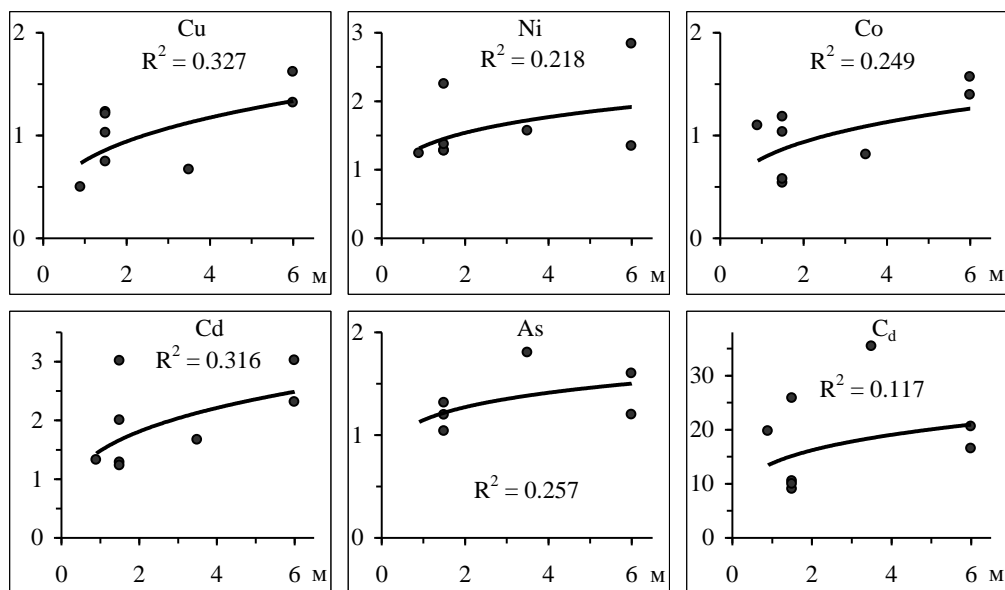 Cu
R² = 0.327
2
1
0
0 2 4 6 м
Ni
R² = 0.218
3
2
1
0
0 2 4 6 м
Co
R² = 0.249
2
1
0
0 2 4 6 м
Cd
R² = 0.316
3
2
1
0
0 2 4 6 м
As
2
1
R² = 0.257
0
0 2 4 6 м
C_d
30
R² = 0.117
20
10
0
0 2 4 6 м